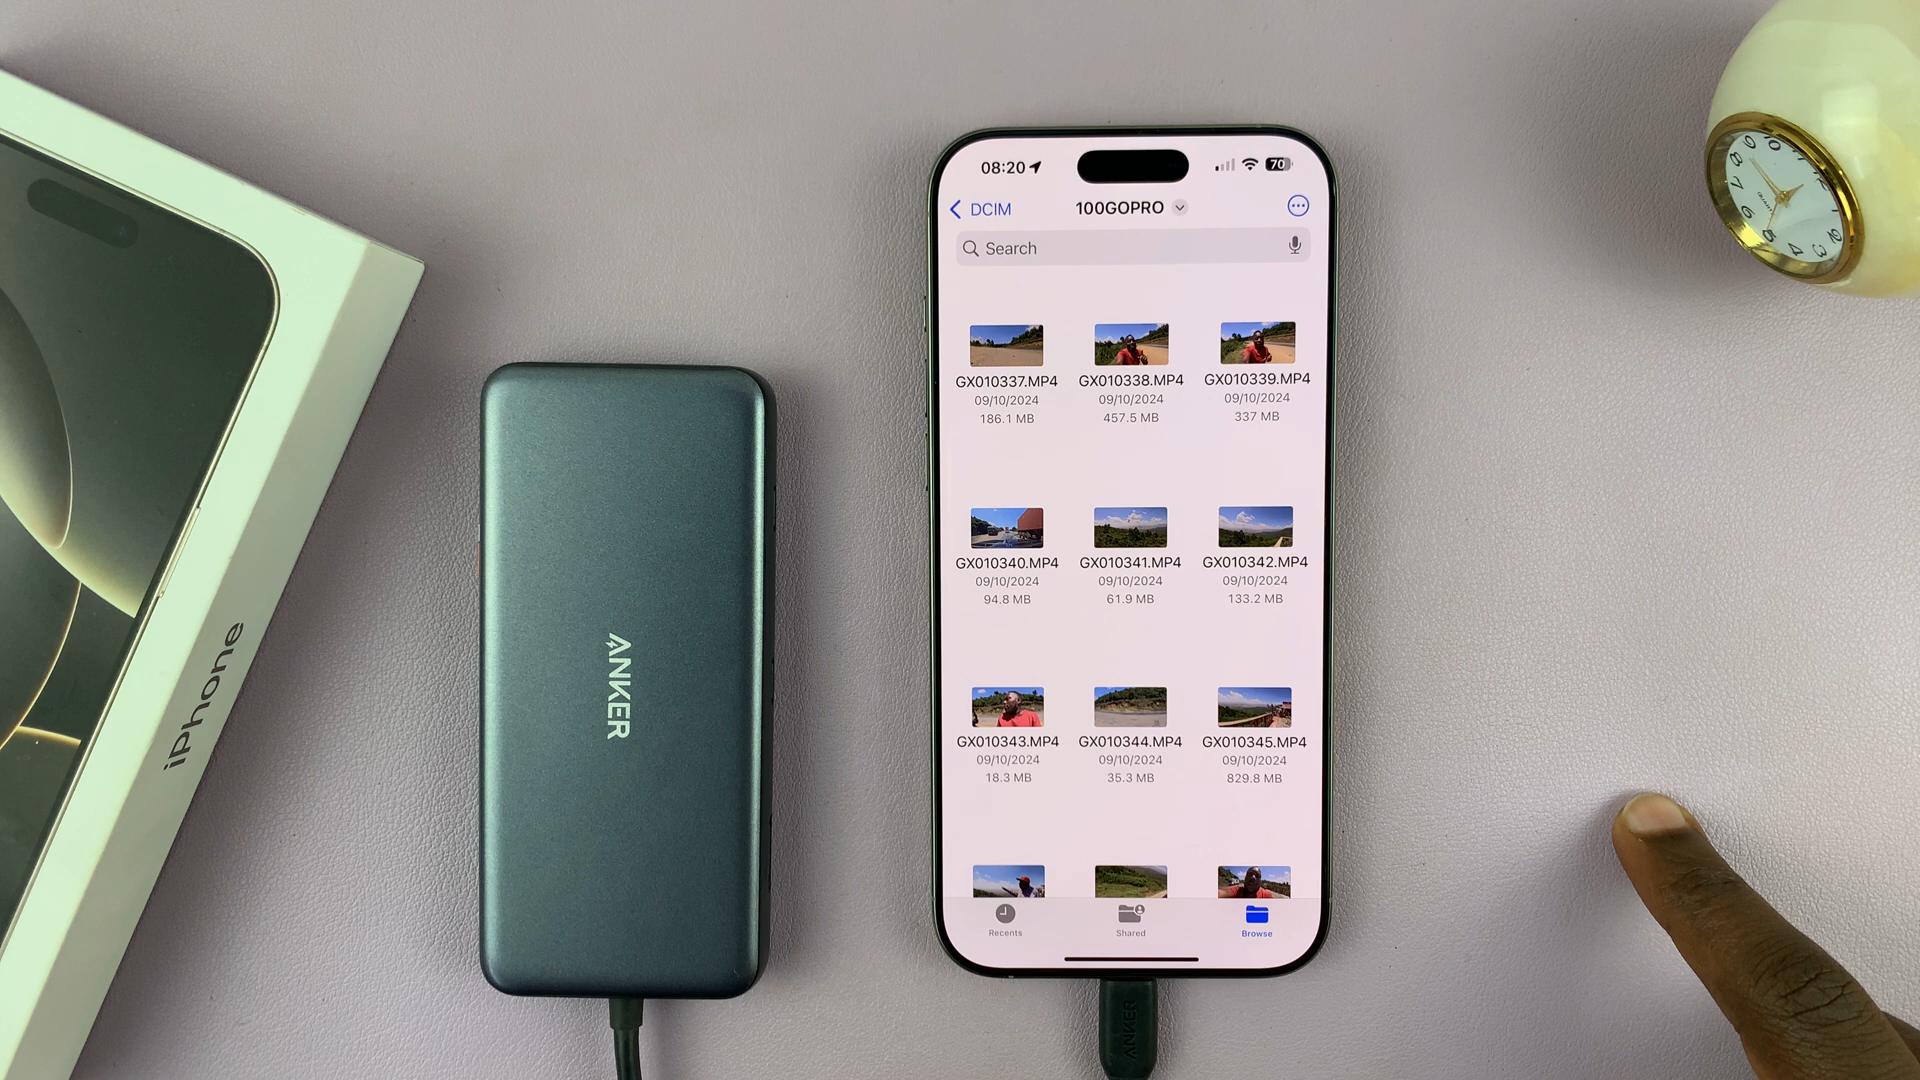 iPhone
ANKER
08:20
70
DCIM
100GOPRO
Search
GX010337.MP4
09/10/2024
186.1 MB
GX010338.MP4
09/10/2024
457.5 MB
GX010339.MP4
09/10/2024
337 MB
GX010340.MP4
09/10/2024
94.8 MB
GX010341.MP4
09/10/2024
61.9 MB
GX010342.MP4
09/10/2024
133.2 MB
GX010343.MP4
09/10/2024
18.3 MB
GX010344.MP4
09/10/2024
35.3 MB
GX010345.MP4
09/10/2024
829.8 MB
Recents
Shared
Browse
ANKER